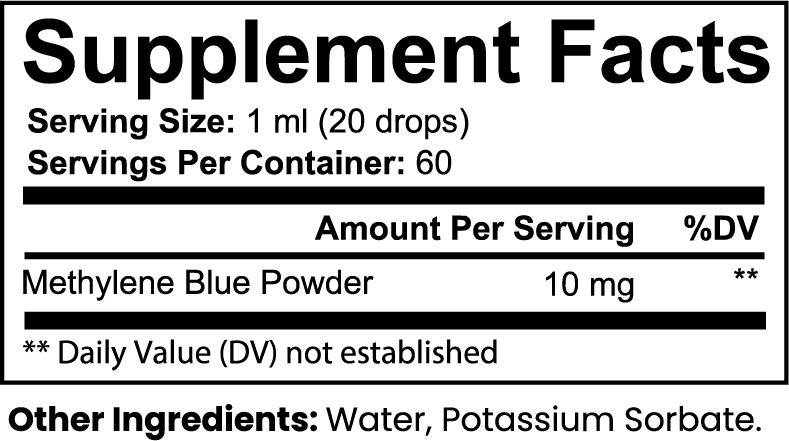 Supplement Facts
Serving Size: 1 ml (20 drops)
Servings Per Container: 60
Amount Per Serving %DV
Methylene Blue Powder 10 mg **
** Daily Value (DV) not established
Other Ingredients: Water, Potassium Sorbate.